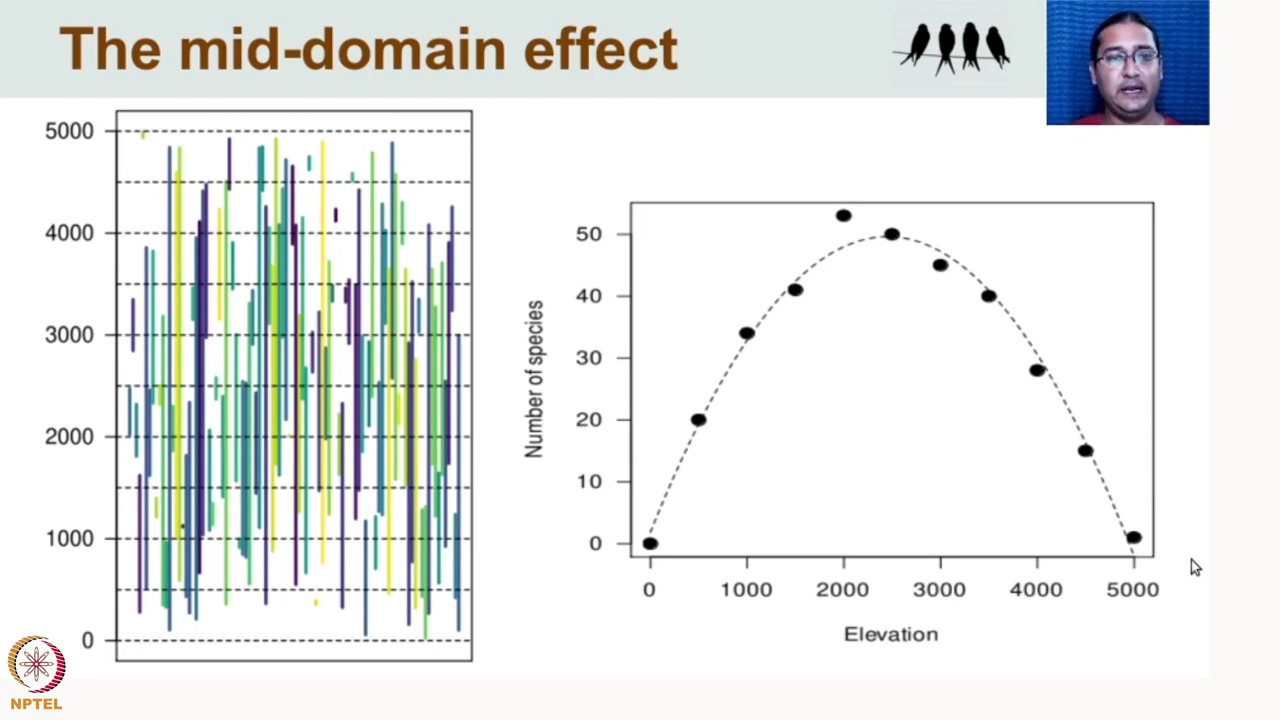 The mid-domain effect
5000
4000
3000
2000
1000
0
Number of species
50
40
30
20
10
0
0 1000 2000 3000 4000 5000
Elevation
NPTEL